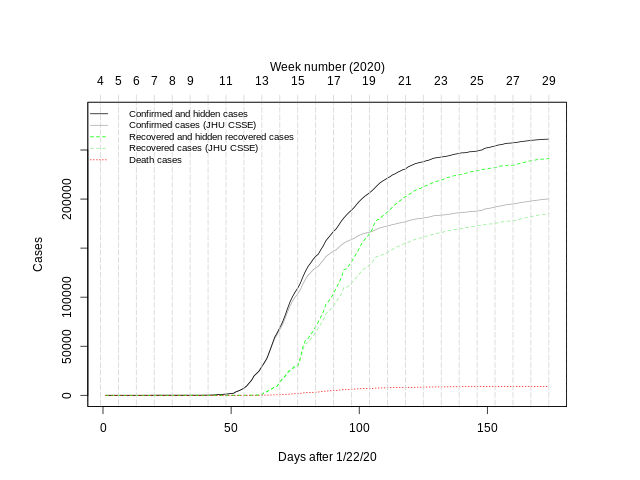 Week number (2020)
4 5 6 7 8 9 11 13 15 17 19 21 23 25 27 29
Confirmed and hidden cases
Confirmed cases (JHU CSSE)
Recovered and hidden recovered cases
Recovered cases (JHU CSSE)
Death cases
Cases
200000
100000
50000
0
0 50 100 150
Days after 1/22/20